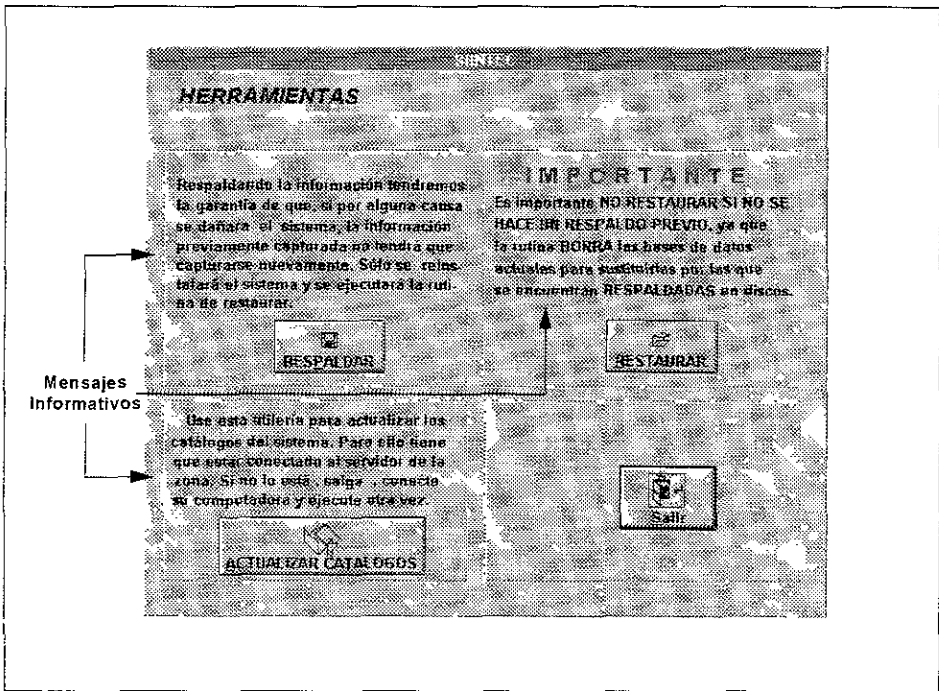 HERRAMIENTAS
Respaldando la información tendremos
la garantía de que, si por alguna causa
se dañara el sistema, la información
previamente capturada no tendrá que
capturarse nuevamente. Sólo se reins
talará el sistema y se ejecutará la ruti-
na de restaurar.
RESPALDAR
IMPORTANTE
Es importante NO RESTAURAR SI NO SE
HACE UN RESPALDO PREVIO, ya que
la rutina BORRA las bases de datos
actuales para sustituirlas por las que
se encuentran RESPALDADAS en discos.
RESTAURAR
Mensajes
Informativos
Use esta utilería para actualizar los
catálogos del sistema. Para ello tiene
que estar conectado al servidor de la
zona. Si no lo está, salga , conecte
su computadora y ejecute otra vez.
ACTUALIZAR CATALOGOS
Salir